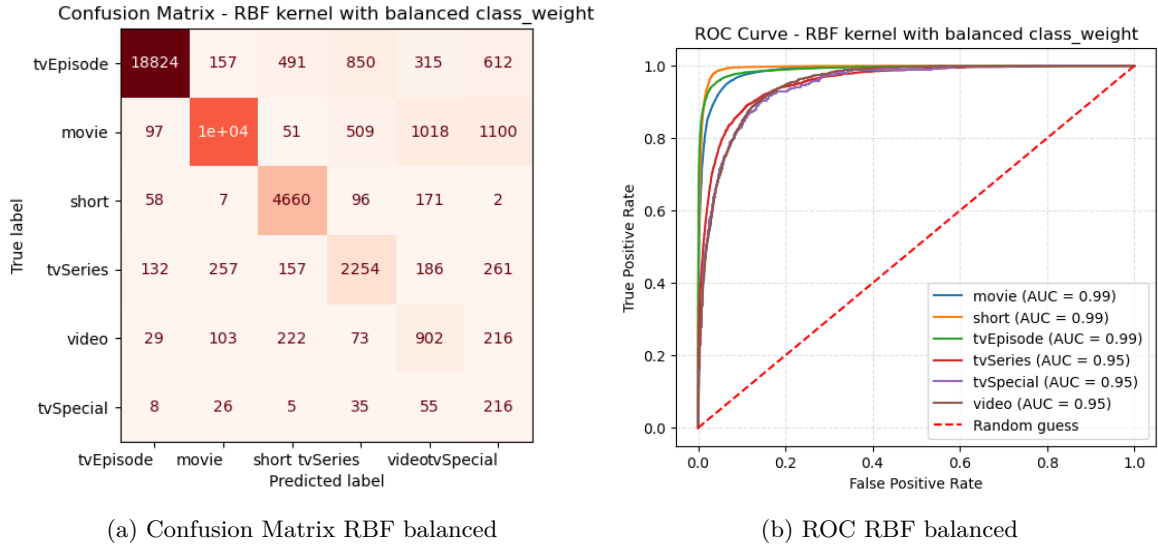 Confusion Matrix - RBF kernel with balanced class_weight
True label
tvEpisode 18824 157 491 850 315 612
movie 97 1e+04 51 509 1018 1100
short 58 7 4660 96 171 2
tvSeries 132 257 157 2254 186 261
video 29 103 222 73 902 216
tvSpecial 8 26 5 35 55 216
tvEpisode movie short tvSeries video tvSpecial
Predicted label
(a) Confusion Matrix RBF balanced
ROC Curve - RBF kernel with balanced class_weight
True Positive Rate
1.0
0.8
0.6
0.4
0.2
0.0
movie (AUC = 0.99)
short (AUC = 0.99)
tvEpisode (AUC = 0.99)
tvSeries (AUC = 0.95)
tvSpecial (AUC = 0.95)
video (AUC = 0.95)
Random guess
0.0 0.2 0.4 0.6 0.8 1.0
False Positive Rate
(b) ROC RBF balanced